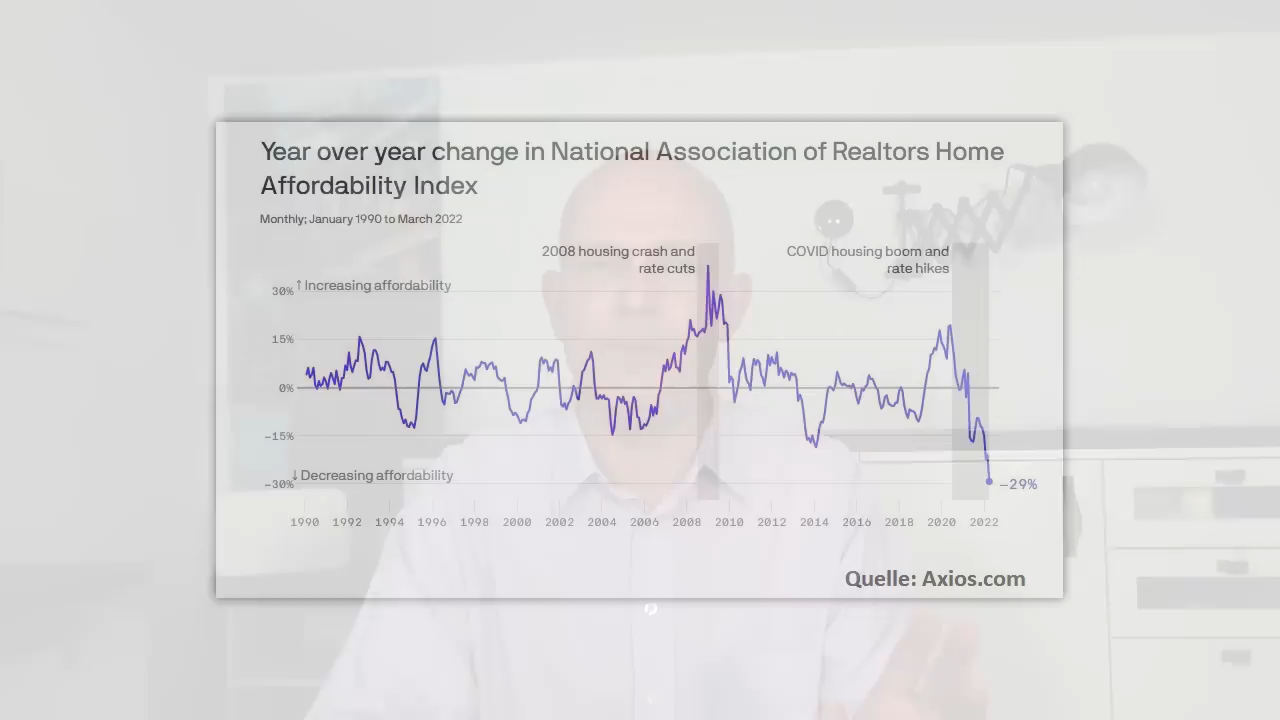 Year over year change in National Association of Realtors Home
Affordability Index
Monthly; January 1990 to March 2022
2008 housing crash and
rate cuts
COVID housing boom and
rate hikes
↑ Increasing affordability
30%
15%
0%
-15%
↓ Decreasing affordability
-30%
-29%
1990 1992 1994 1996 1998 2000 2002 2004 2006 2008 2010 2012 2014 2016 2018 2020 2022
Quelle: Axios.com